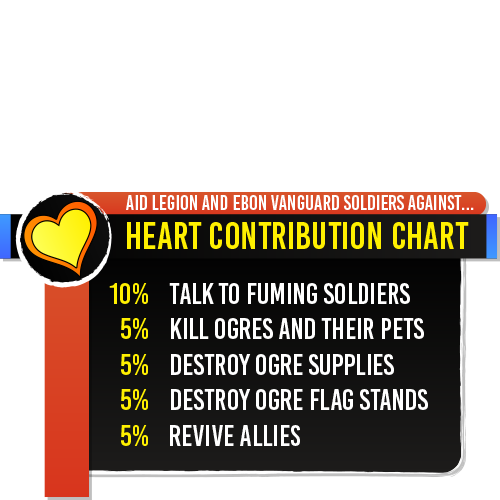 AID LEGION AND EBON VANGUARD SOLDIERS AGAINST...
HEART CONTRIBUTION CHART
10% TALK TO FUMING SOLDIERS
5% KILL OGRES AND THEIR PETS
5% DESTROY OGRE SUPPLIES
5% DESTROY OGRE FLAG STANDS
5% REVIVE ALLIES